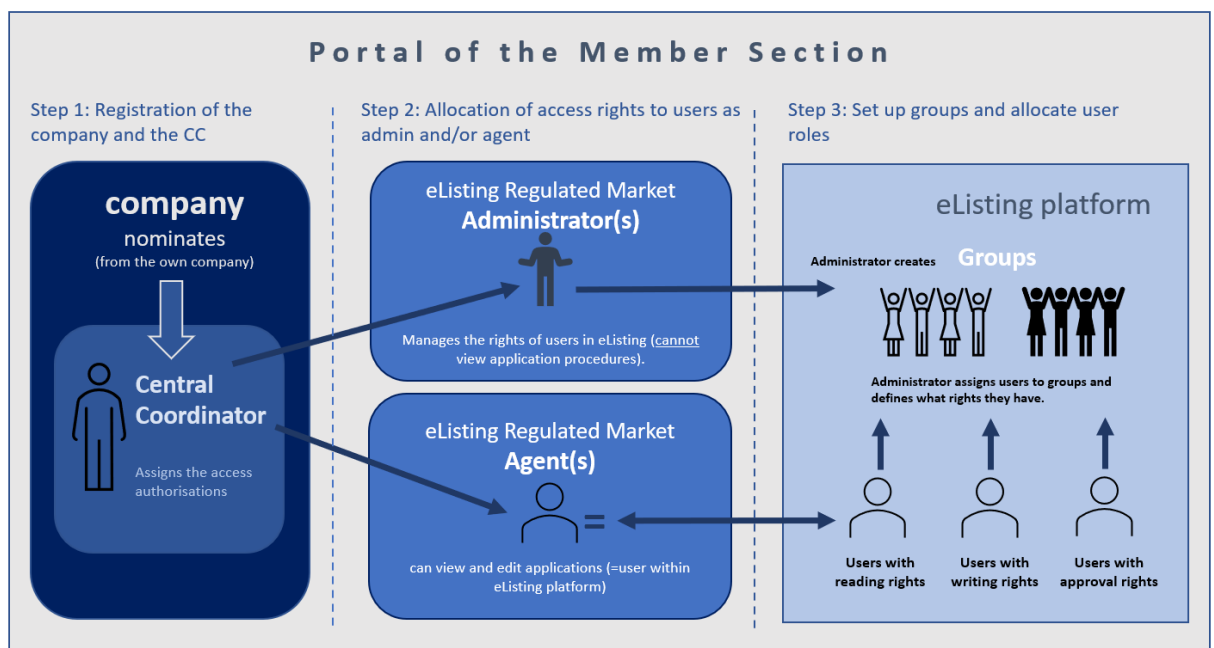 Portal of the Member Section
Step 1: Registration of the
company and the CC
company
nominates
(from the own company)
Central
Coordinator
Assigns the access
authorisations
Step 2: Allocation of access rights to users as
admin and/or agent
eListing Regulated Market
Administrator(s)
Manages the rights of users in eListing (cannot
view application procedures).
eListing Regulated Market
Agent(s)
=
can view and edit applications (=user within
eListing platform)
Step 3: Set up groups and allocate user
roles
eListing platform
Administrator creates Groups
Administrator assigns users to groups and
defines what rights they have.
Users with
reading rights
Users with
writing rights
Users with
approval rights